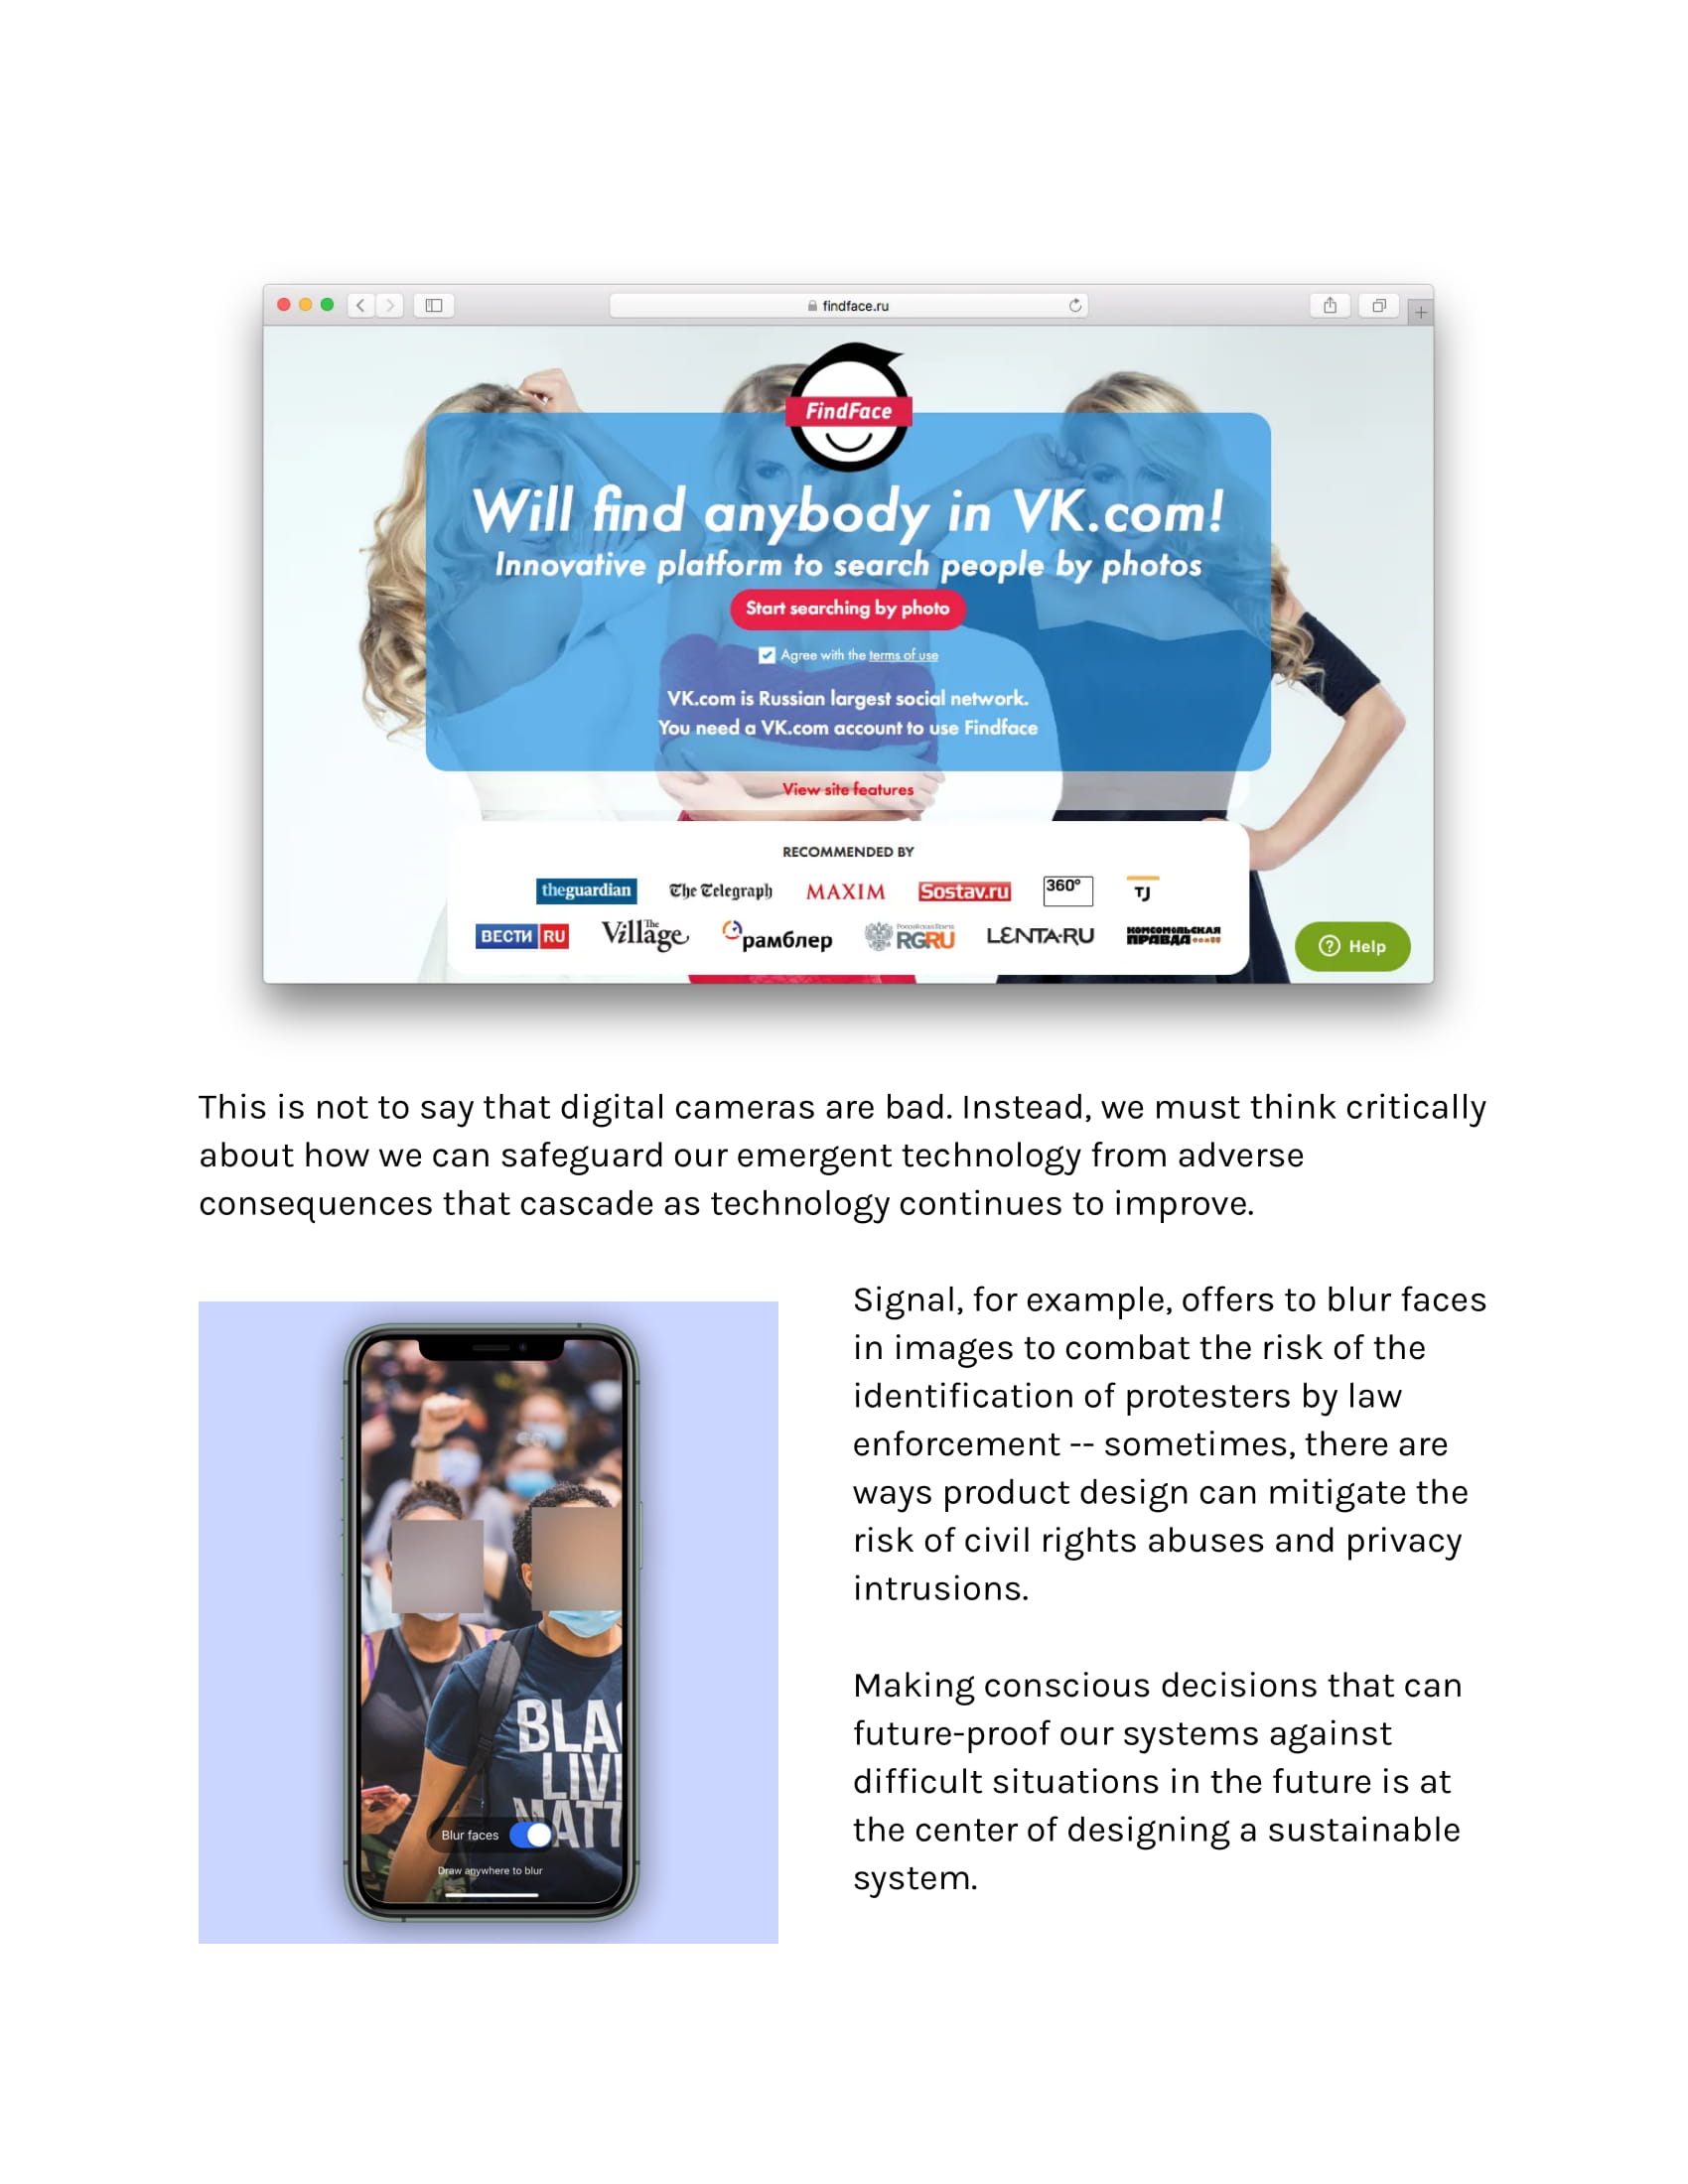 findface.ru
FindFace
Will find anybody in VK.com!
Innovative platform to search people by photos
Start searching by photo
Agree with the terms of use
VK.com is Russian largest social network.
You need a VK.com account to use Findface
View site features
RECOMMENDED BY
theguardian The Telegraph MAXIM Sostav.ru 360° TJ
ВЕСТИ RU The Village рамблер RGRU LENTA.RU КОМСОМОЛЬСКАЯ ПРАВДА
Help
This is not to say that digital cameras are bad. Instead, we must think critically
about how we can safeguard our emergent technology from adverse
consequences that cascade as technology continues to improve.
Signal, for example, offers to blur faces
in images to combat the risk of the
identification of protesters by law
enforcement -- sometimes, there are
ways product design can mitigate the
risk of civil rights abuses and privacy
intrusions.
Making conscious decisions that can
future-proof our systems against
difficult situations in the future is at
the center of designing a sustainable
system.
BLA
LIV
MATT
Blur faces
Draw anywhere to blur